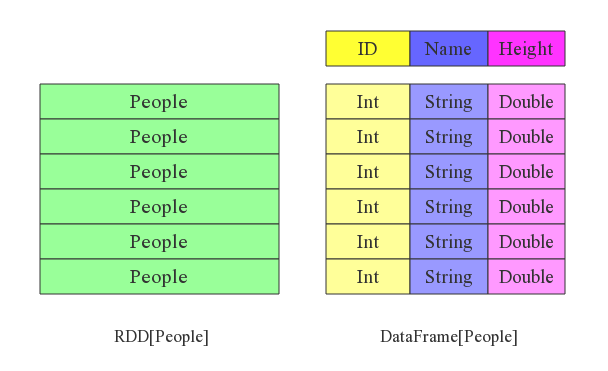 ID Name Height
People Int String Double
People Int String Double
People Int String Double
People Int String Double
People Int String Double
People Int String Double
RDD[People] DataFrame[People]